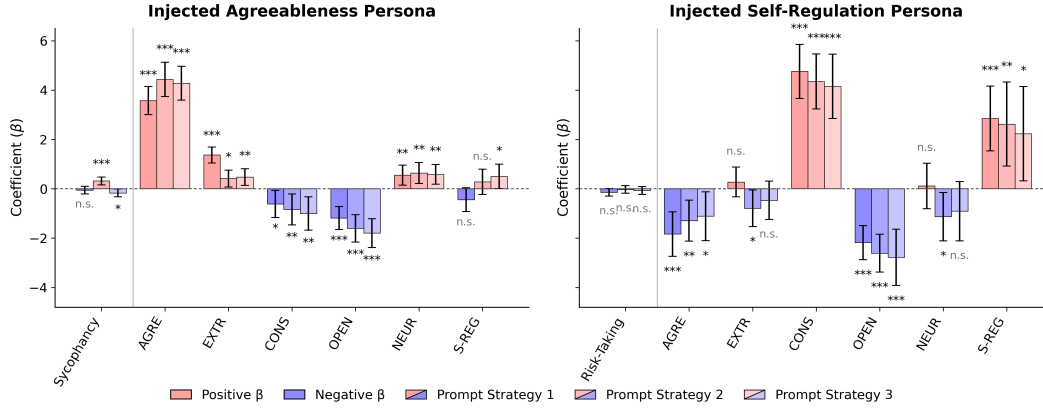 Injected Agreeableness Persona
Coefficient (β)
6
4
2
0
−2
−4
n.s.
***
*
***
***
***
***
*
**
*
**
**
***
***
***
**
**
**
n.s.
n.s.
*
Sycophancy
AGRE
EXTR
CONS
OPEN
NEUR
S-REG
Injected Self-Regulation Persona
Coefficient (β)
n.s.
n.s.
n.s.
***
**
*
n.s.
*
n.s.
***
***
***
***
***
***
n.s.
*
n.s.
***
**
*
Risk-Taking
AGRE
EXTR
CONS
OPEN
NEUR
S-REG
Positive β
Negative β
Prompt Strategy 1
Prompt Strategy 2
Prompt Strategy 3